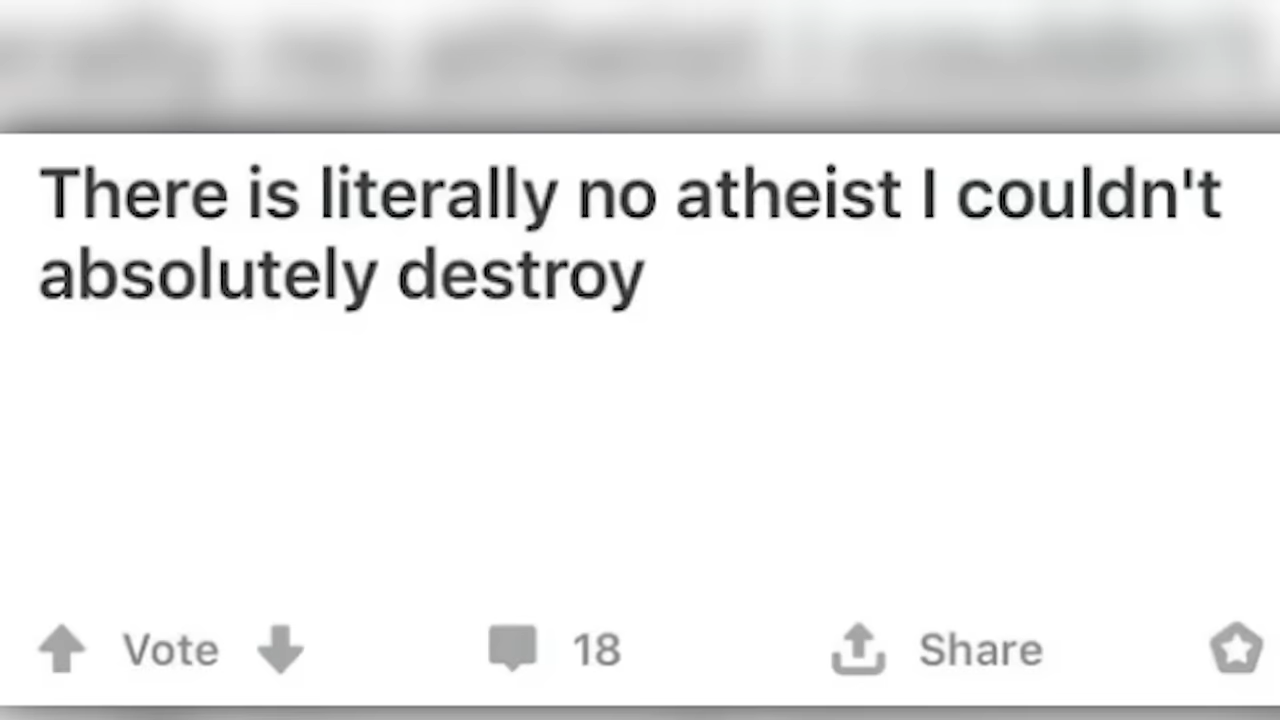 There is literally no atheist I couldn't
absolutely destroy
Vote 18 Share